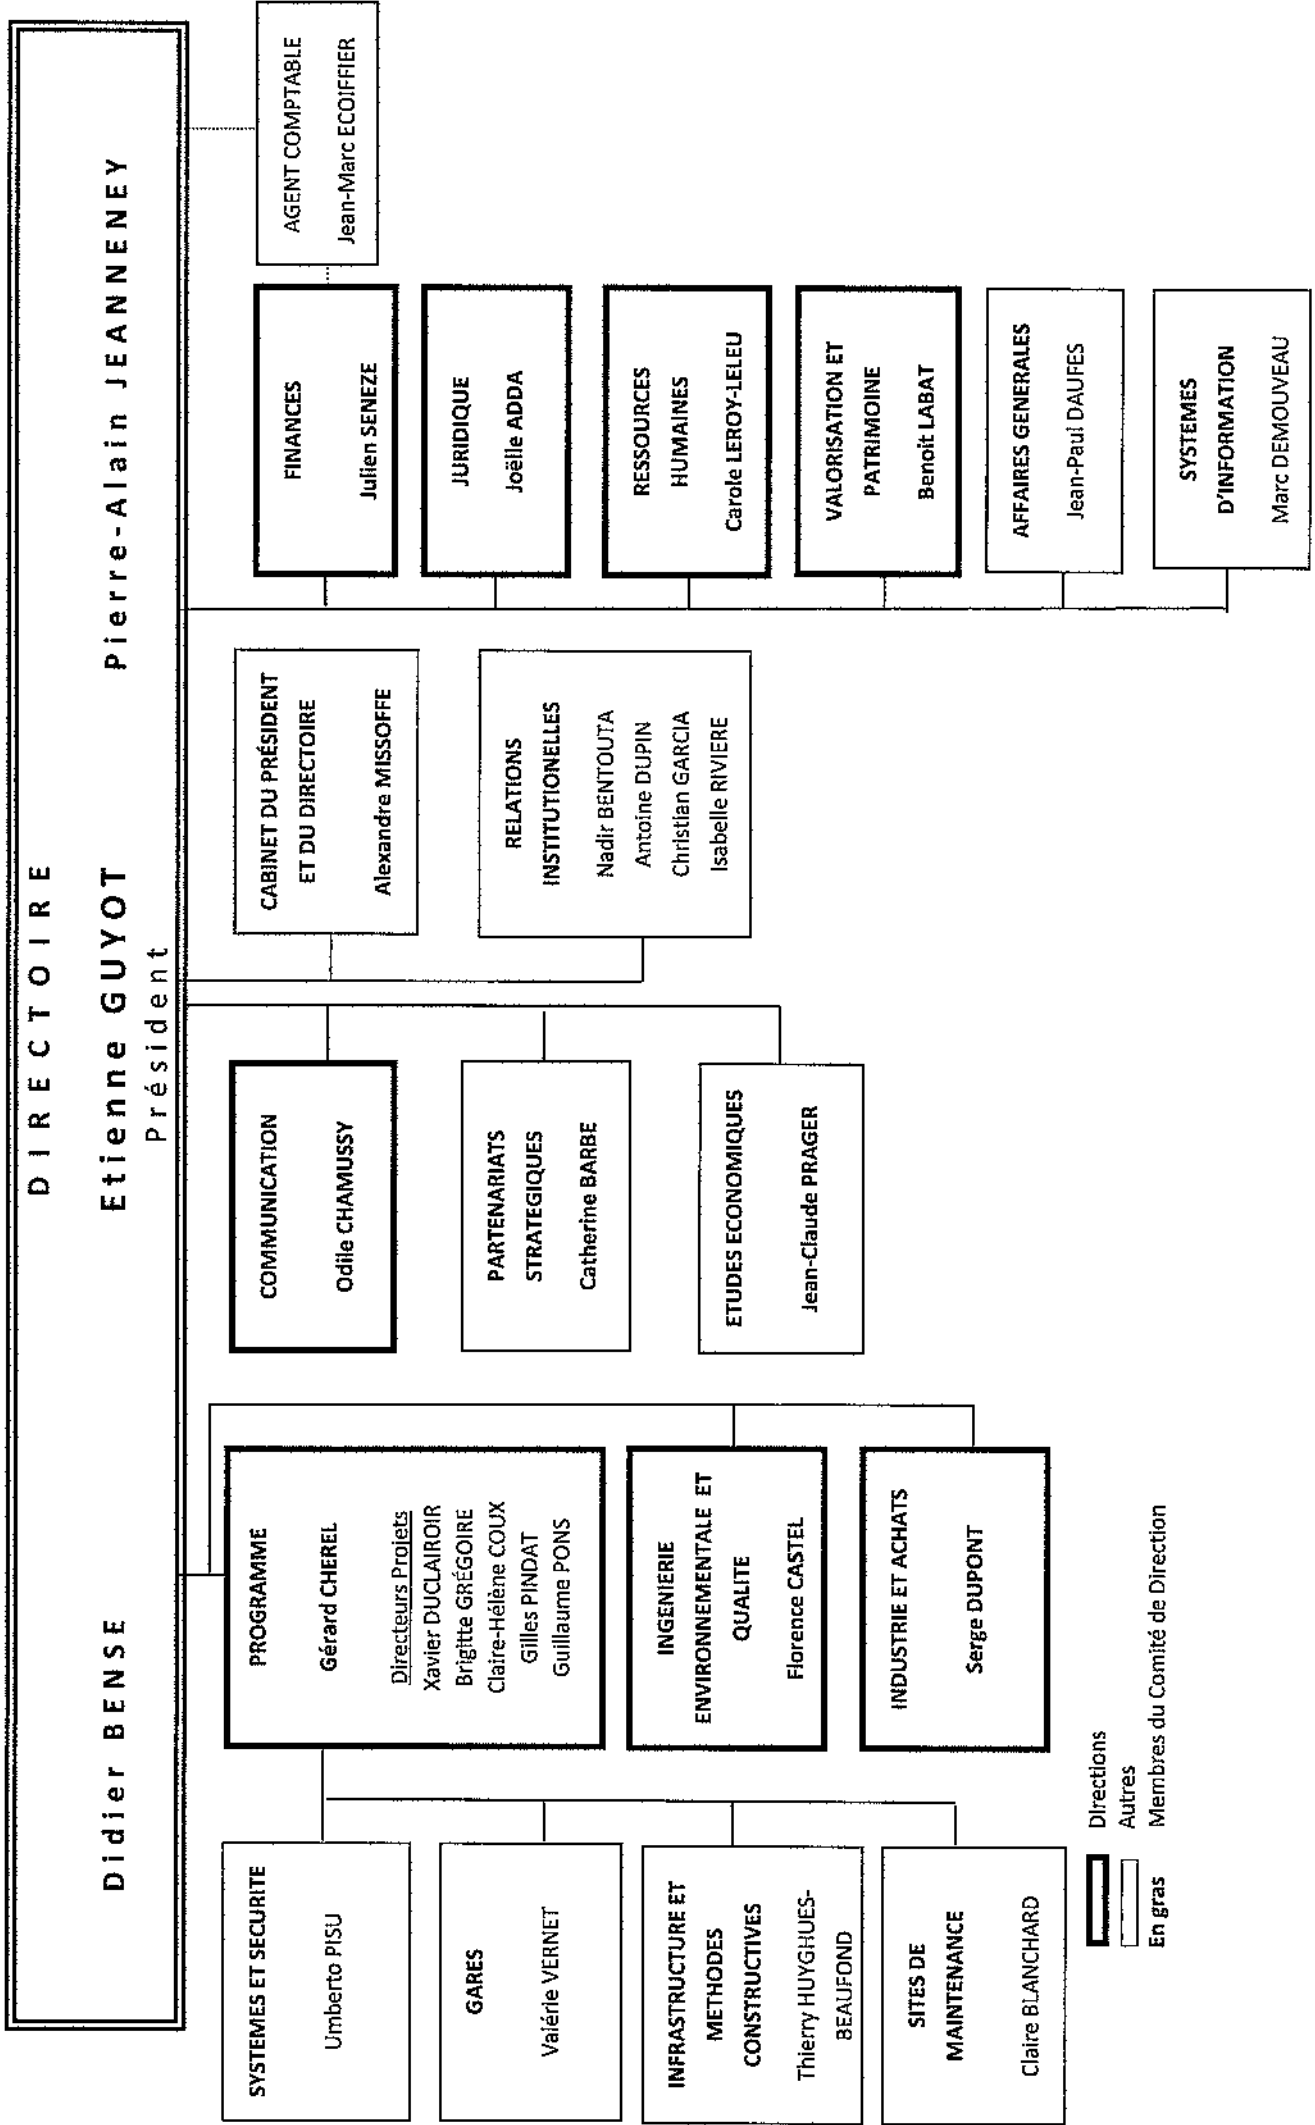 DIRECTOIRE
Didier BENSE
Etienne GUYOT
Président
Pierre-Alain JEANNENEY
SYSTEMES ET SECURITE
Umberto PISU
GARES
Valérie VERNET
INFRASTRUCTURE ET
METHODES
CONSTRUCTIVES
Thierry HUYGHUES-
BEAUFOND
SITES DE
MAINTENANCE
Claire BLANCHARD
PROGRAMME
Gérard CHEREL
Directeurs Projets
Xavier DUCLAIROIR
Brigitte GRÉGOIRE
Claire-Hélène COUX
Gilles PINDAT
Guillaume PONS
INGENIERIE
ENVIRONNEMENTALE ET
QUALITE
Florence CASTEL
INDUSTRIE ET ACHATS
Serge DUPONT
COMMUNICATION
Odile CHAMUSSY
PARTENARIATS
STRATEGIQUES
Catherine BARBE
ETUDES ECONOMIQUES
Jean-Claude PRAGER
CABINET DU PRÉSIDENT
ET DU DIRECTOIRE
Alexandre MISSOFFE
RELATIONS
INSTITUTIONELLES
Nadir BENTOUTA
Antoine DUPIN
Christian GARCIA
Isabelle RIVIERE
FINANCES
Julien SENEZE
JURIDIQUE
Joëlle ADDA
RESSOURCES
HUMAINES
Carole LEROY-LELEU
VALORISATION ET
PATRIMOINE
Benoit LABAT
AFFAIRES GENERALES
Jean-Paul DAUFES
SYSTEMES
D'INFORMATION
Marc DEMOUVEAU
AGENT COMPTABLE
Jean-Marc ECOIFFIER
Directions
Autres
En gras Membres du Comité de Direction